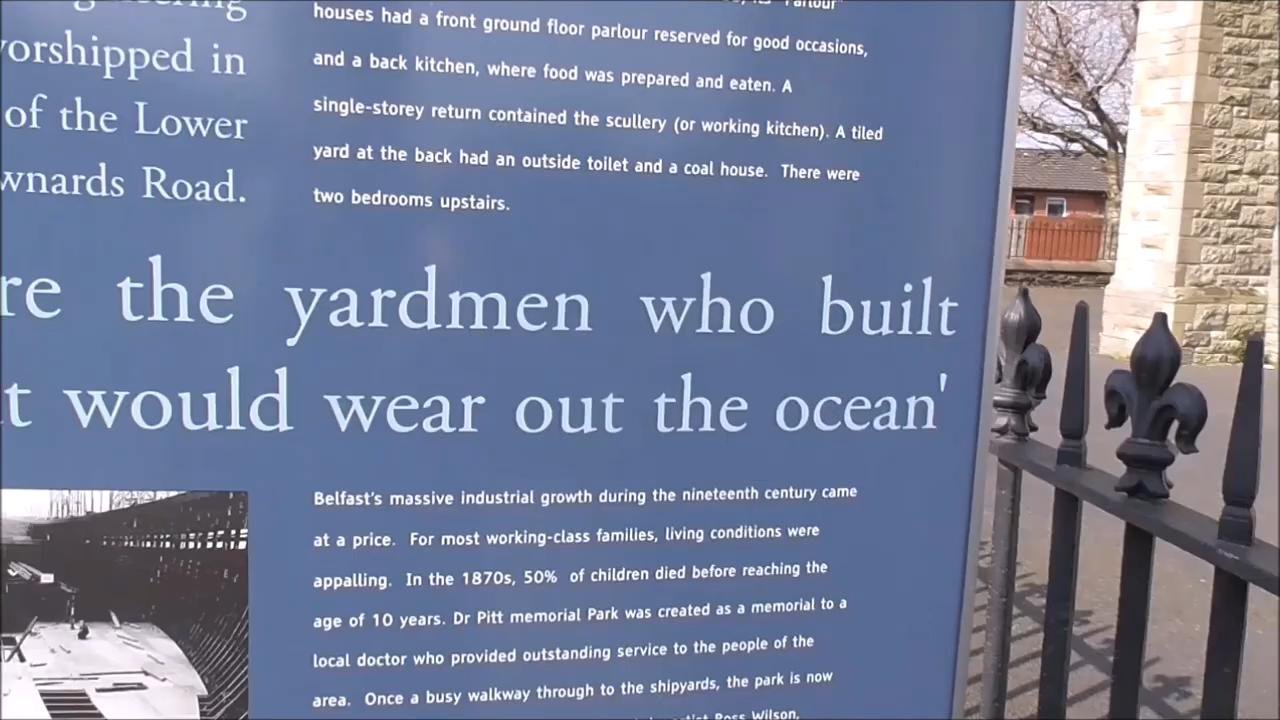 worshipped in
of the Lower
wnards Road.
"Parlour"
houses had a front ground floor parlour reserved for good occasions,
and a back kitchen, where food was prepared and eaten. A
single-storey return contained the scullery (or working kitchen). A tiled
yard at the back had an outside toilet and a coal house. There were
two bedrooms upstairs.
re the yardmen who built
t would wear out the ocean'
Belfast's massive industrial growth during the nineteenth century came
at a price. For most working-class families, living conditions were
appalling. In the 1870s, 50% of children died before reaching the
age of 10 years. Dr Pitt memorial Park was created as a memorial to a
local doctor who provided outstanding service to the people of the
area. Once a busy walkway through to the shipyards, the park is now
artist Ross Wilson,